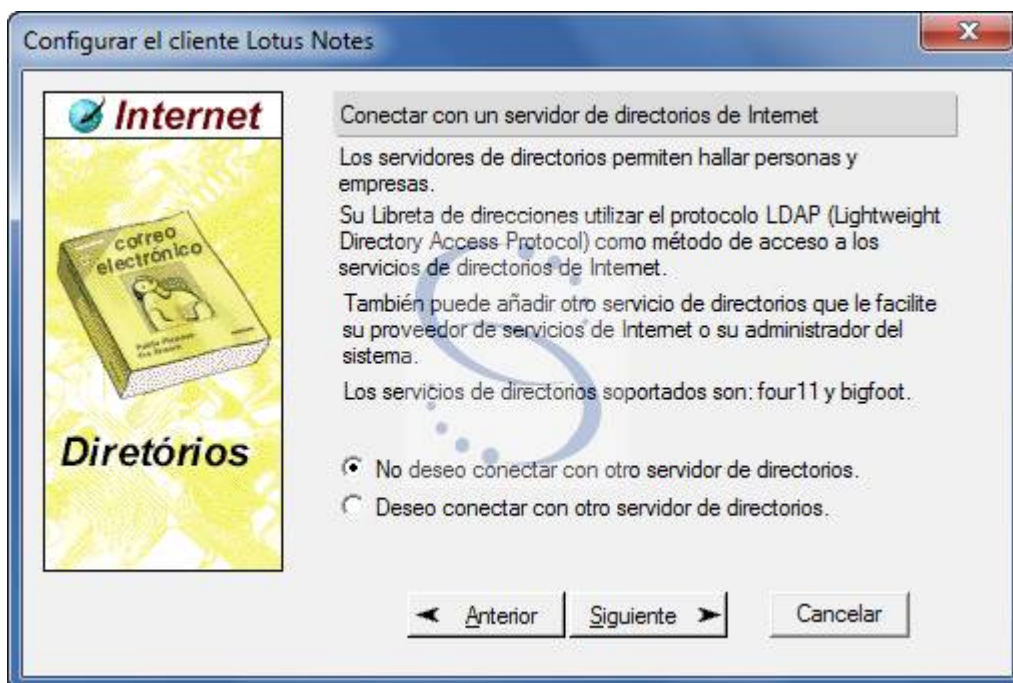 Configurar el cliente Lotus Notes
Internet
correo
electrónico
Diretórios
Conectar con un servidor de directorios de Internet
Los servidores de directorios permiten hallar personas y
empresas.
Su Libreta de direcciones utilizar el protocolo LDAP (Lightweight
Directory Access Protocol) como método de acceso a los
servicios de directorios de Internet.
También puede añadir otro servicio de directorios que le facilite
su proveedor de servicios de Internet o su administrador del
sistema.
Los servicios de directorios soportados son: four11 y bigfoot.
No deseo conectar con otro servidor de directorios.
Deseo conectar con otro servidor de directorios.
Anterior
Siguiente
Cancelar